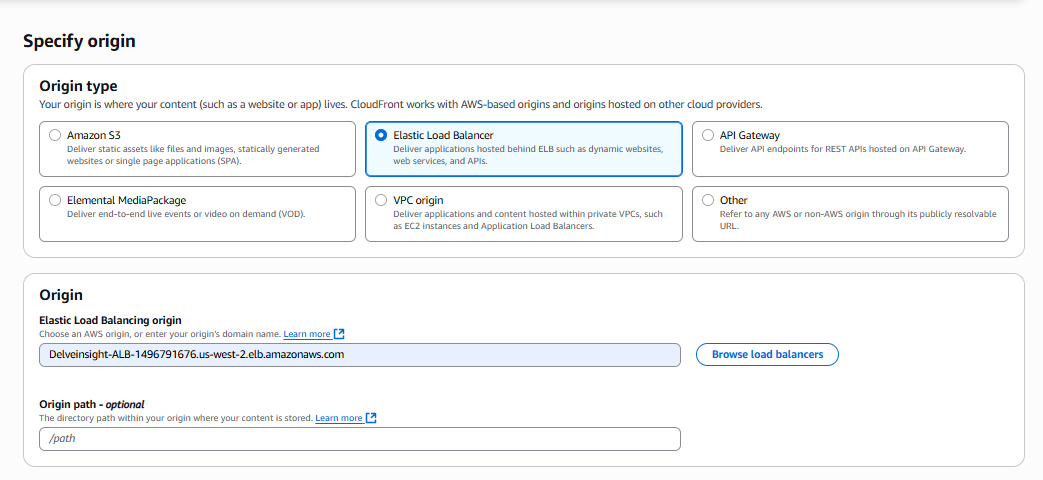 Specify origin
Origin type
Your origin is where your content (such as a website or app) lives. CloudFront works with AWS-based origins and origins hosted on other cloud providers.
Amazon S3
Deliver static assets like files and images, statically generated
websites or single page applications (SPA).
Elastic Load Balancer
Deliver applications hosted behind ELB such as dynamic websites,
web services, and APIs.
API Gateway
Deliver API endpoints for REST APIs hosted on API Gateway.
Elemental MediaPackage
Deliver end-to-end live events or video on demand (VOD).
VPC origin
Deliver applications and content hosted within private VPCs, such
as EC2 instances and Application Load Balancers.
Other
Refer to any AWS or non-AWS origin through its publicly resolvable
URL.
Origin
Elastic Load Balancing origin
Choose an AWS origin, or enter your origin's domain name. Learn more
Delveinsight-ALB-1496791676.us-west-2.elb.amazonaws.com
Browse load balancers
Origin path - optional
The directory path within your origin where your content is stored. Learn more
/path